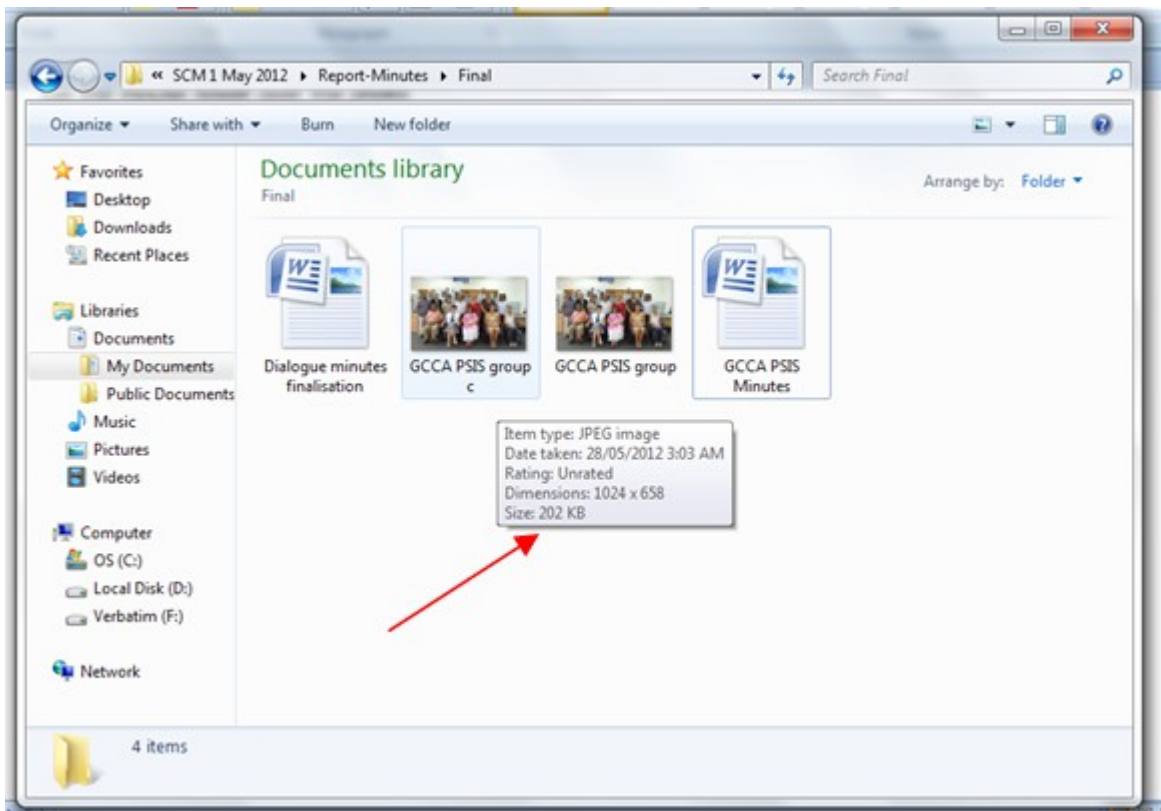 « SCM 1 May 2012 ▸ Report-Minutes ▸ Final
Search Final
Organize Share with Burn New folder
Favorites
Desktop
Downloads
Recent Places
Libraries
Documents
My Documents
Public Documents
Music
Pictures
Videos
Computer
OS (C:)
Local Disk (D:)
Verbatim (F:)
Network
Documents library
Final
Arrange by: Folder
Dialogue minutes
finalisation
GCCA PSIS group
c
GCCA PSIS group
GCCA PSIS
Minutes
Item type: JPEG image
Date taken: 28/05/2012 3:03 AM
Rating: Unrated
Dimensions: 1024 x 658
Size: 202 KB
4 items